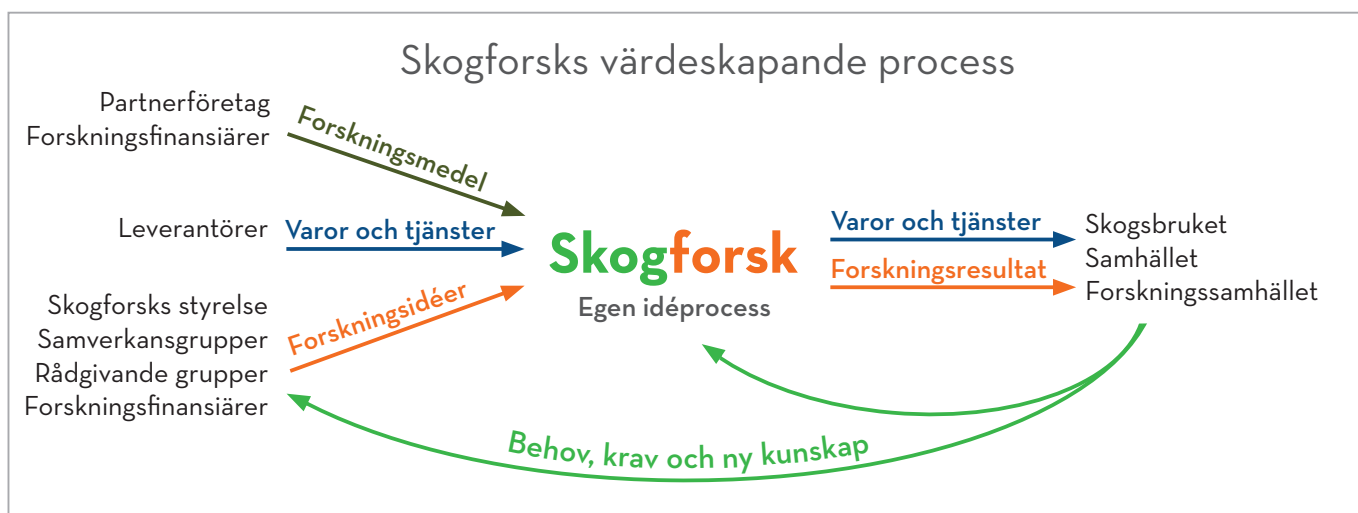 Skogforsks värdeskapande process
Partnerföretag
Forskningsfinansiärer
Forskningsmedel
Leverantörer
Varor och tjänster
Skogforsks styrelse
Samverkansgrupper
Rådgivande grupper
Forskningsfinansiärer
Forskningsidéer
Skogforsk
Egen idéprocess
Varor och tjänster
Forskningsresultat
Skogsbruket
Samhället
Forskningssamhället
Behov, krav och ny kunskap